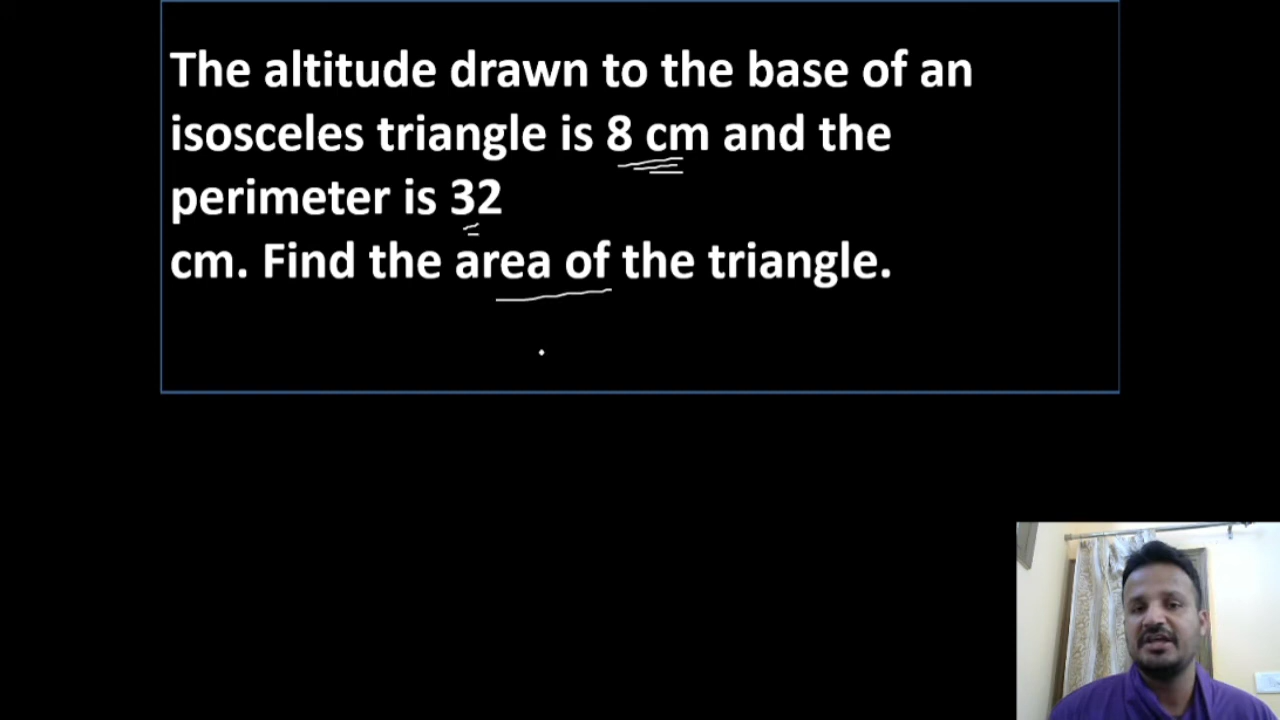 The altitude drawn to the base of an
isosceles triangle is 8 cm and the
perimeter is 32
cm. Find the area of the triangle.